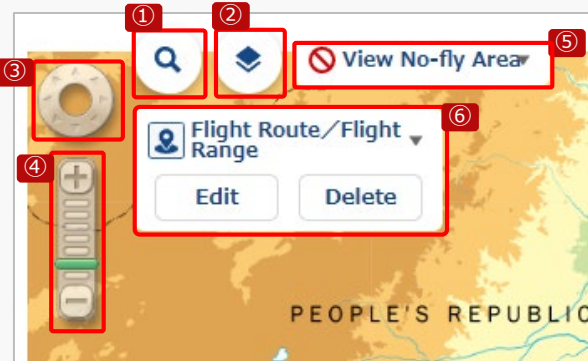 ①
②
③
View No-fly Area
⑤
⑥
Flight Route／Flight
Range
④
Edit
Delete
PEOPLE'S REPUBLIC